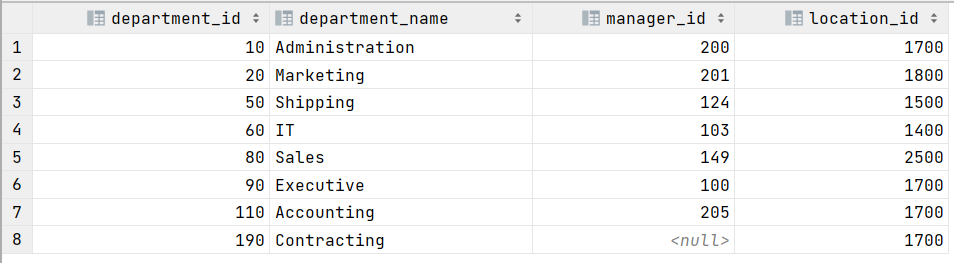 department_id department_name manager_id location_id
1 10 Administration 200 1700
2 20 Marketing 201 1800
3 50 Shipping 124 1500
4 60 IT 103 1400
5 80 Sales 149 2500
6 90 Executive 100 1700
7 110 Accounting 205 1700
8 190 Contracting <null> 1700